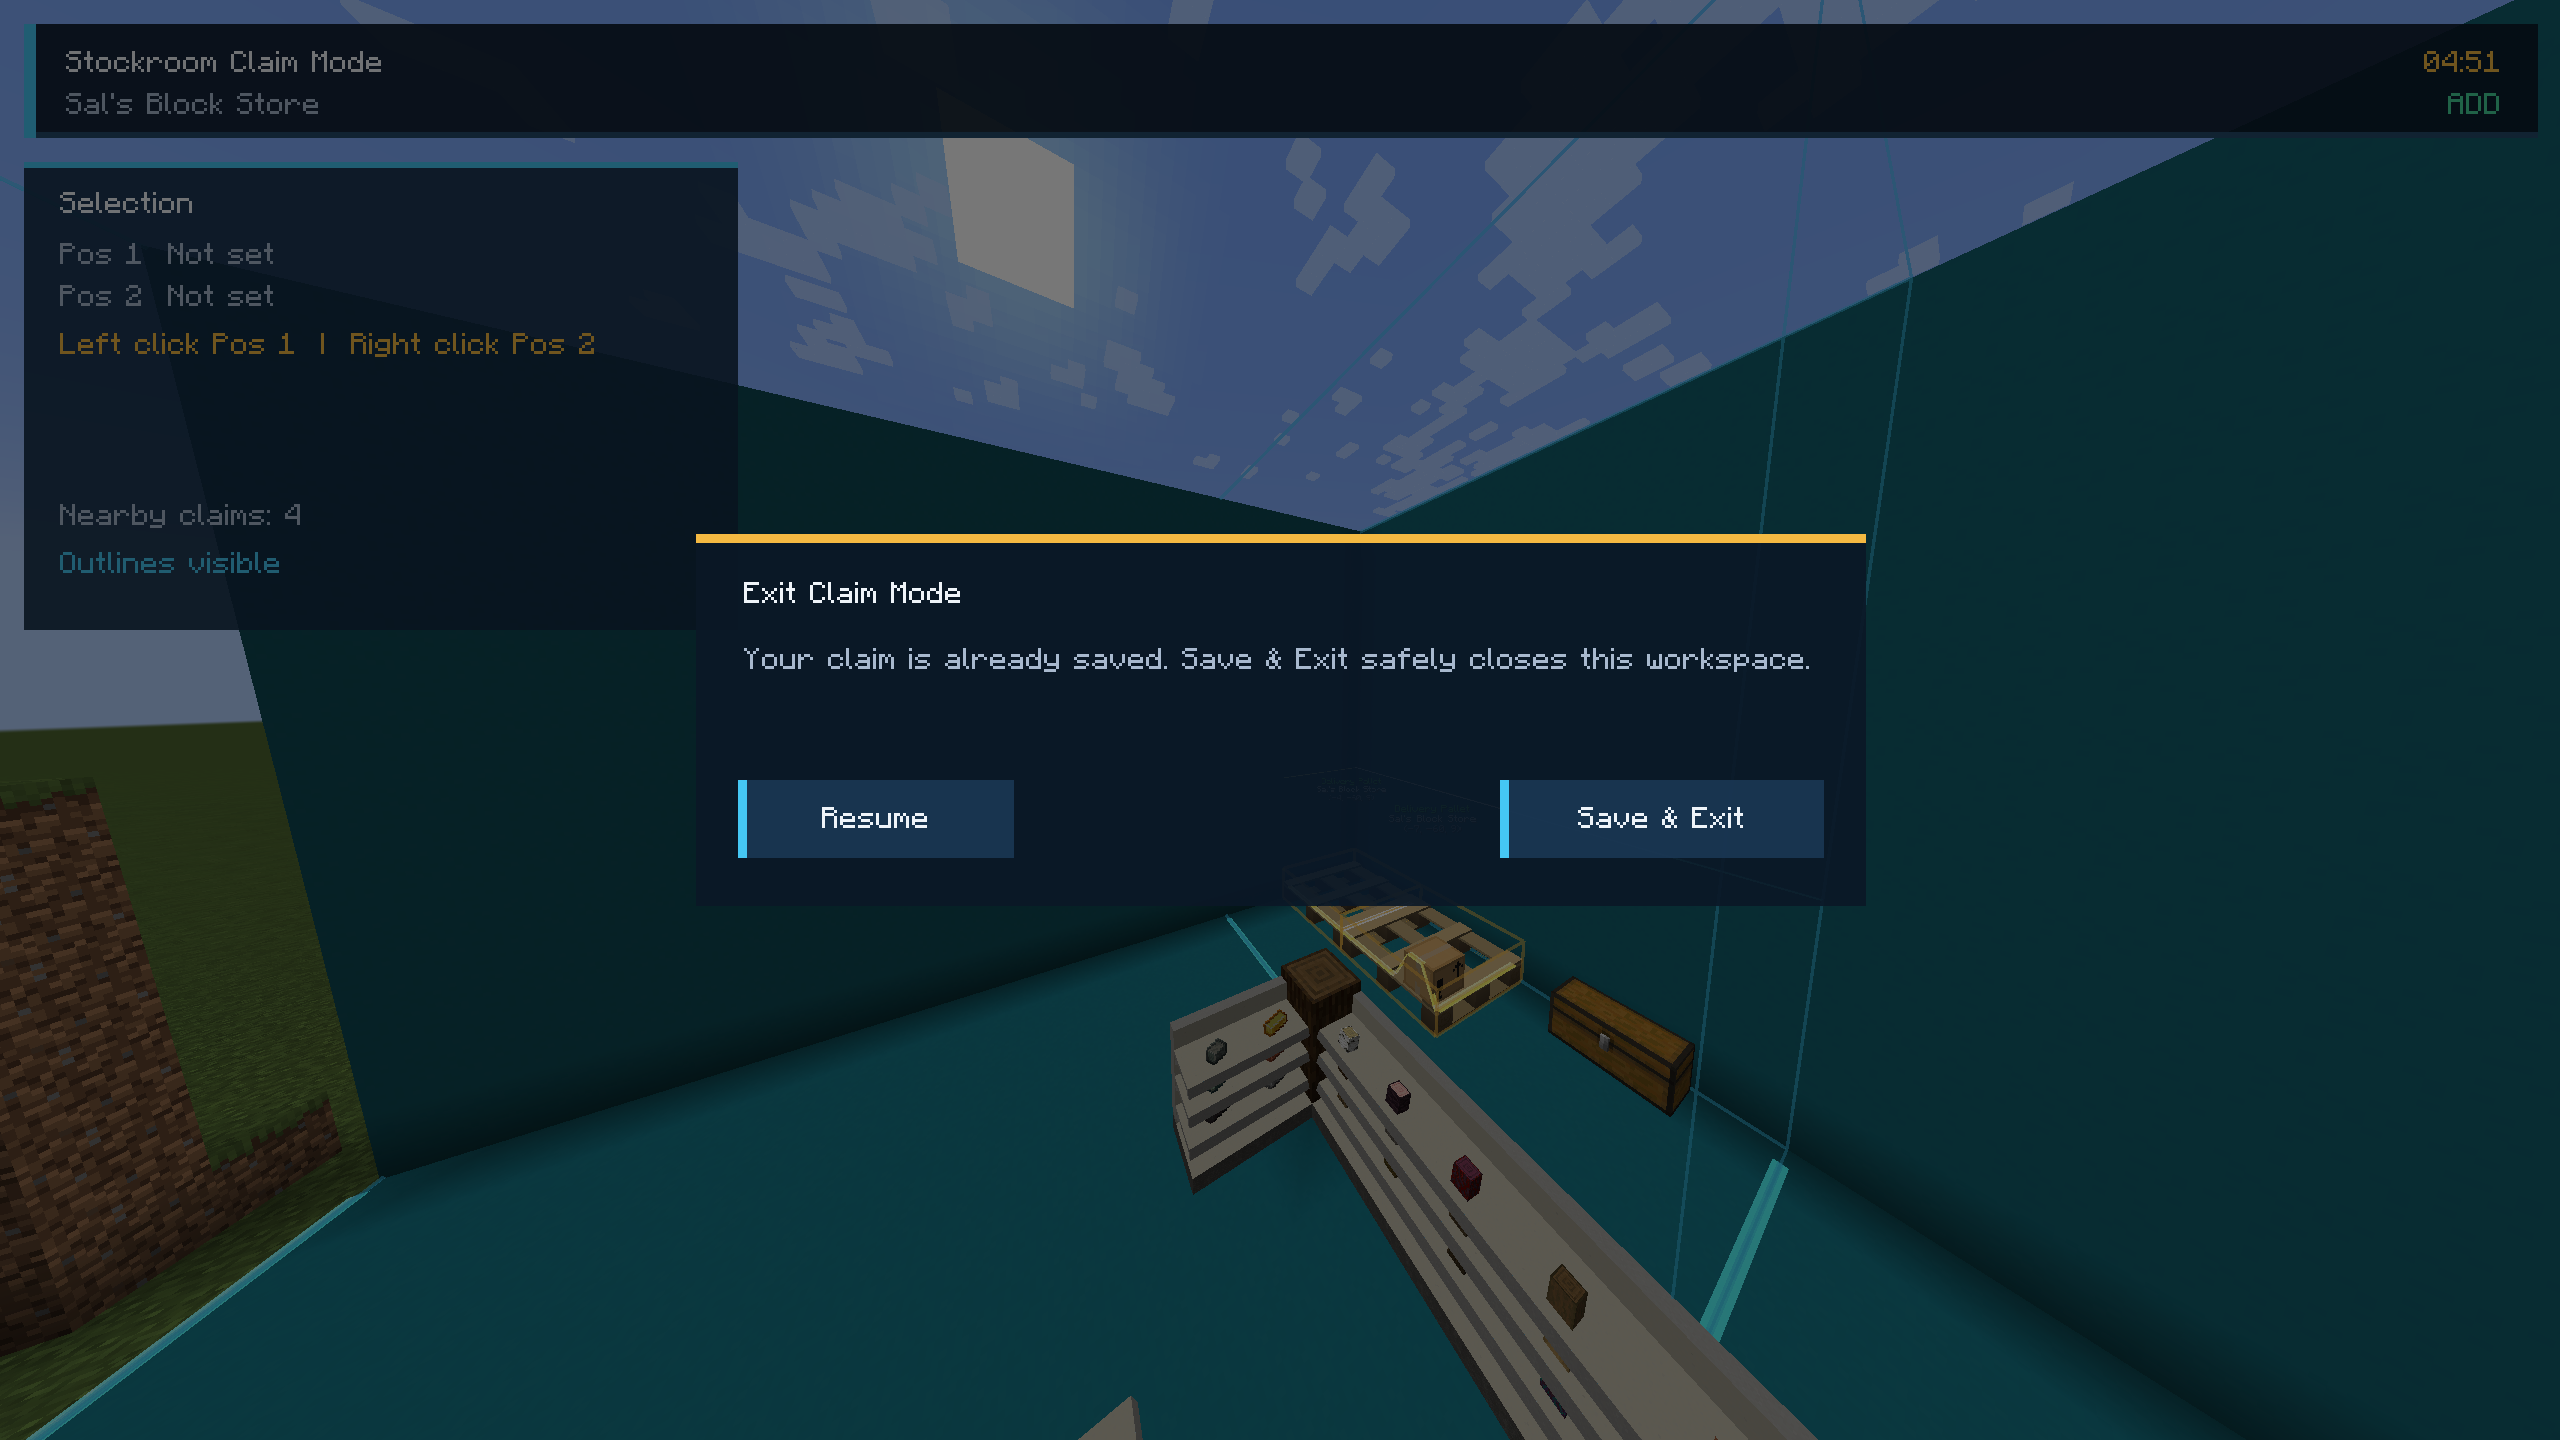 Stockroom Claim Mode
04:51
Sal's Block Store
ADD
Selection
Pos 1 Not set
Pos 2 Not set
Left click Pos 1 | Right click Pos 2
Nearby claims: 4
Outlines visible
Exit Claim Mode
Your claim is already saved. Save & Exit safely closes this workspace.
Resume
Save & Exit